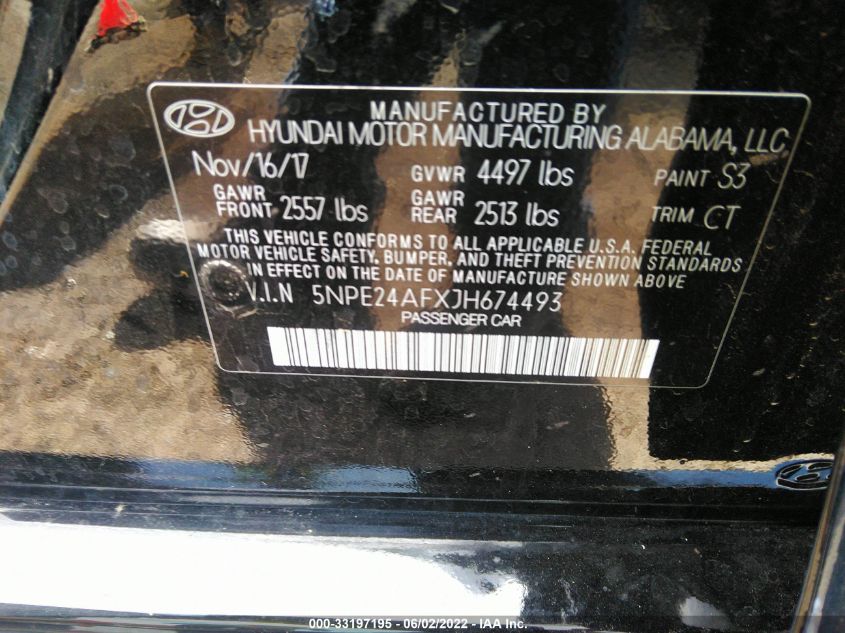 MANUFACTURED BY
HYUNDAI MOTOR MANUFACTURING ALABAMA, LLC
Nov/16/17 GVWR 4497 lbs PAINT S3
GAWR FRONT 2557 lbs GAWR REAR 2513 lbs TRIM CT
THIS VEHICLE CONFORMS TO ALL APPLICABLE U.S.A. FEDERAL
MOTOR VEHICLE SAFETY, BUMPER, AND THEFT PREVENTION STANDARDS
IN EFFECT ON THE DATE OF MANUFACTURE SHOWN ABOVE
V.I.N 5NPE24AFXJH674493
PASSENGER CAR
000-33197195 - 06/02/2022 - IAA Inc.